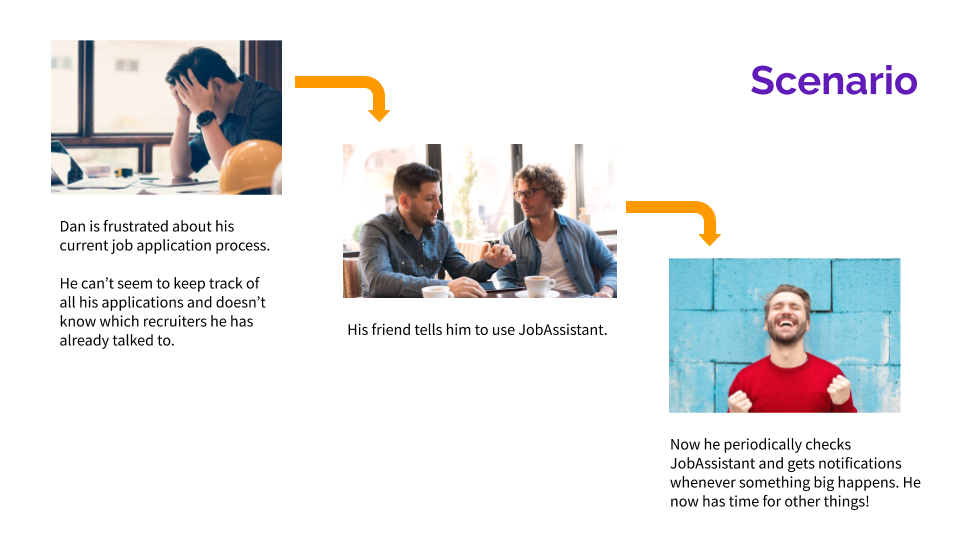 Scenario
Dan is frustrated about his
current job application process.
He can’t seem to keep track of
all his applications and doesn’t
know which recruiters he has
already talked to.
His friend tells him to use JobAssistant.
Now he periodically checks
JobAssistant and gets notifications
whenever something big happens. He
now has time for other things!